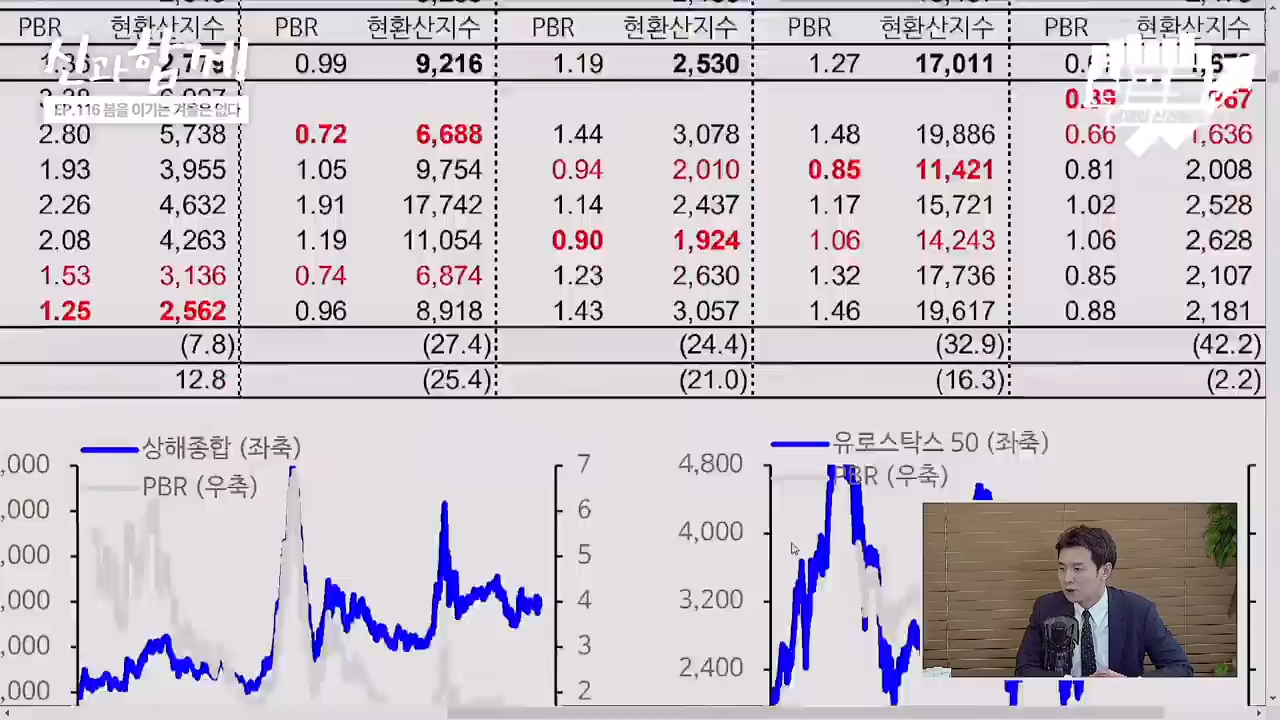 PBR 현환산지수 PBR 현환산지수 PBR 현환산지수 PBR 현환산지수 PBR 현환산지수
신과함께
0.99 9,216 1.19 2,530 1.27 17,011
EP.116 봄을 이기는 겨울은 없다
2.80 5,738 0.72 6,688 1.44 3,078 1.48 19,886 0.66 1,636
1.93 3,955 1.05 9,754 0.94 2,010 0.85 11,421 0.81 2,008
2.26 4,632 1.91 17,742 1.14 2,437 1.17 15,721 1.02 2,528
2.08 4,263 1.19 11,054 0.90 1,924 1.06 14,243 1.06 2,628
1.53 3,136 0.74 6,874 1.23 2,630 1.32 17,736 0.85 2,107
1.25 2,562 0.96 8,918 1.43 3,057 1.46 19,617 0.88 2,181
(7.8) (27.4) (24.4) (32.9) (42.2)
12.8 (25.4) (21.0) (16.3) (2.2)
상해종합 (좌축)
PBR (우축)
,000 7
6
,000 5
,000 4
,000 3
,000 2
유로스탁스 50 (좌축)
PBR (우축)
4,800
4,000
3,200
2,400